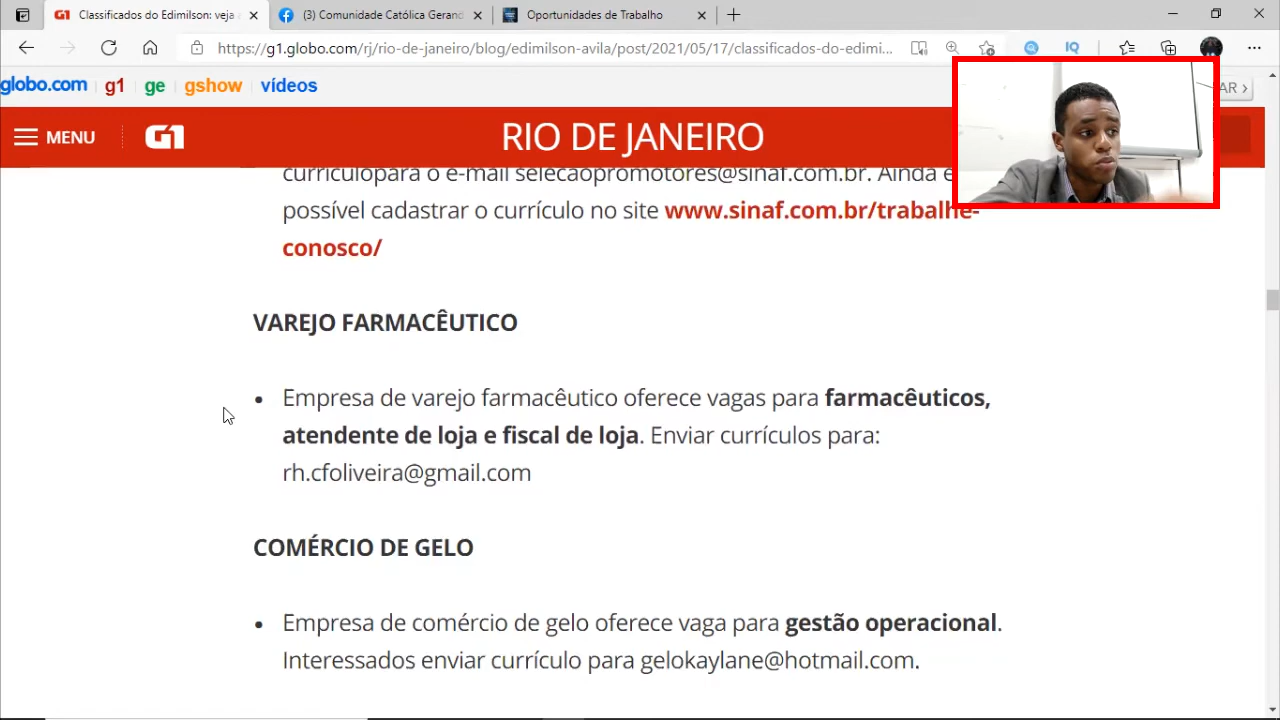 Classificados do Edimilson: veja e
(3) Comunidade Católica Gerand
Oportunidades de Trabalho
https://g1.globo.com/rj/rio-de-janeiro/blog/edimilson-avila/post/2021/05/17/classificados-do-edimi...
globo.com g1 ge gshow vídeos
AR >
MENU G1 RIO DE JANEIRO
currículopara o e-mail selecaopromotores@sinaf.com.br. Ainda
possível cadastrar o currículo no site www.sinaf.com.br/trabalhe-
conosco/
VAREJO FARMACÊUTICO
• Empresa de varejo farmacêutico oferece vagas para farmacêuticos,
atendente de loja e fiscal de loja. Enviar currículos para:
rh.cfoliveira@gmail.com
COMÉRCIO DE GELO
• Empresa de comércio de gelo oferece vaga para gestão operacional.
Interessados enviar currículo para gelokaylane@hotmail.com.